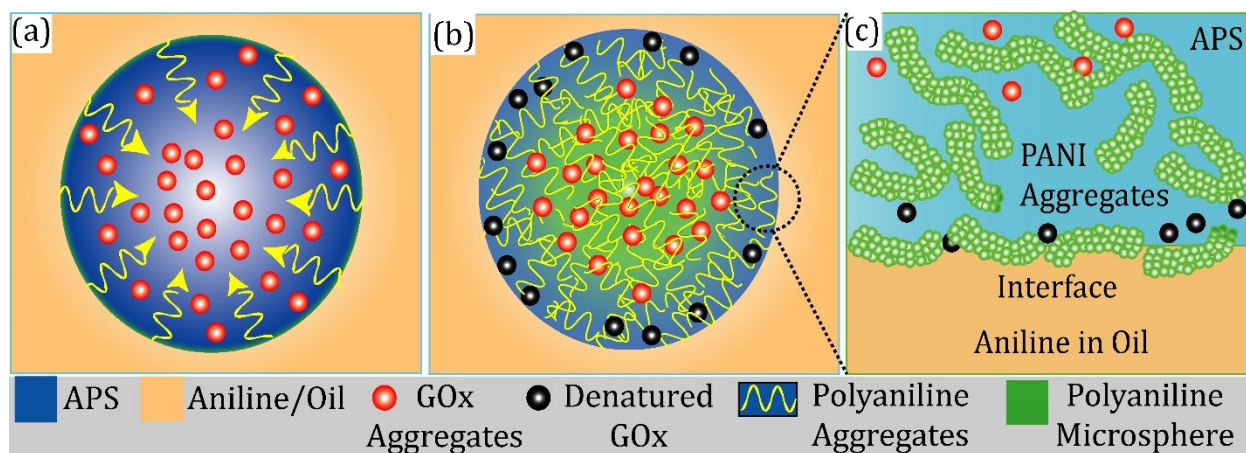 (a)
(b)
(c)
APS
PANI
Aggregates
Interface
Aniline in Oil
APS
Aniline/Oil
GOx
Aggregates
Denatured
GOx
Polyaniline
Aggregates
Polyaniline
Microsphere